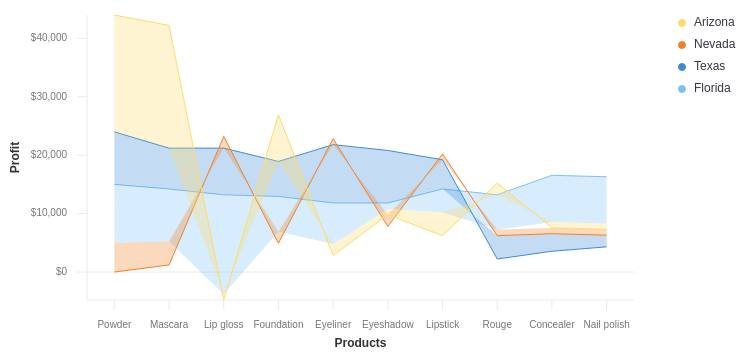 Arizona
Nevada
Texas
Florida
Profit
$40,000
$30,000
$20,000
$10,000
$0
Powder Mascara Lip gloss Foundation Eyeliner Eyeshadow Lipstick Rouge Concealer Nail polish
Products